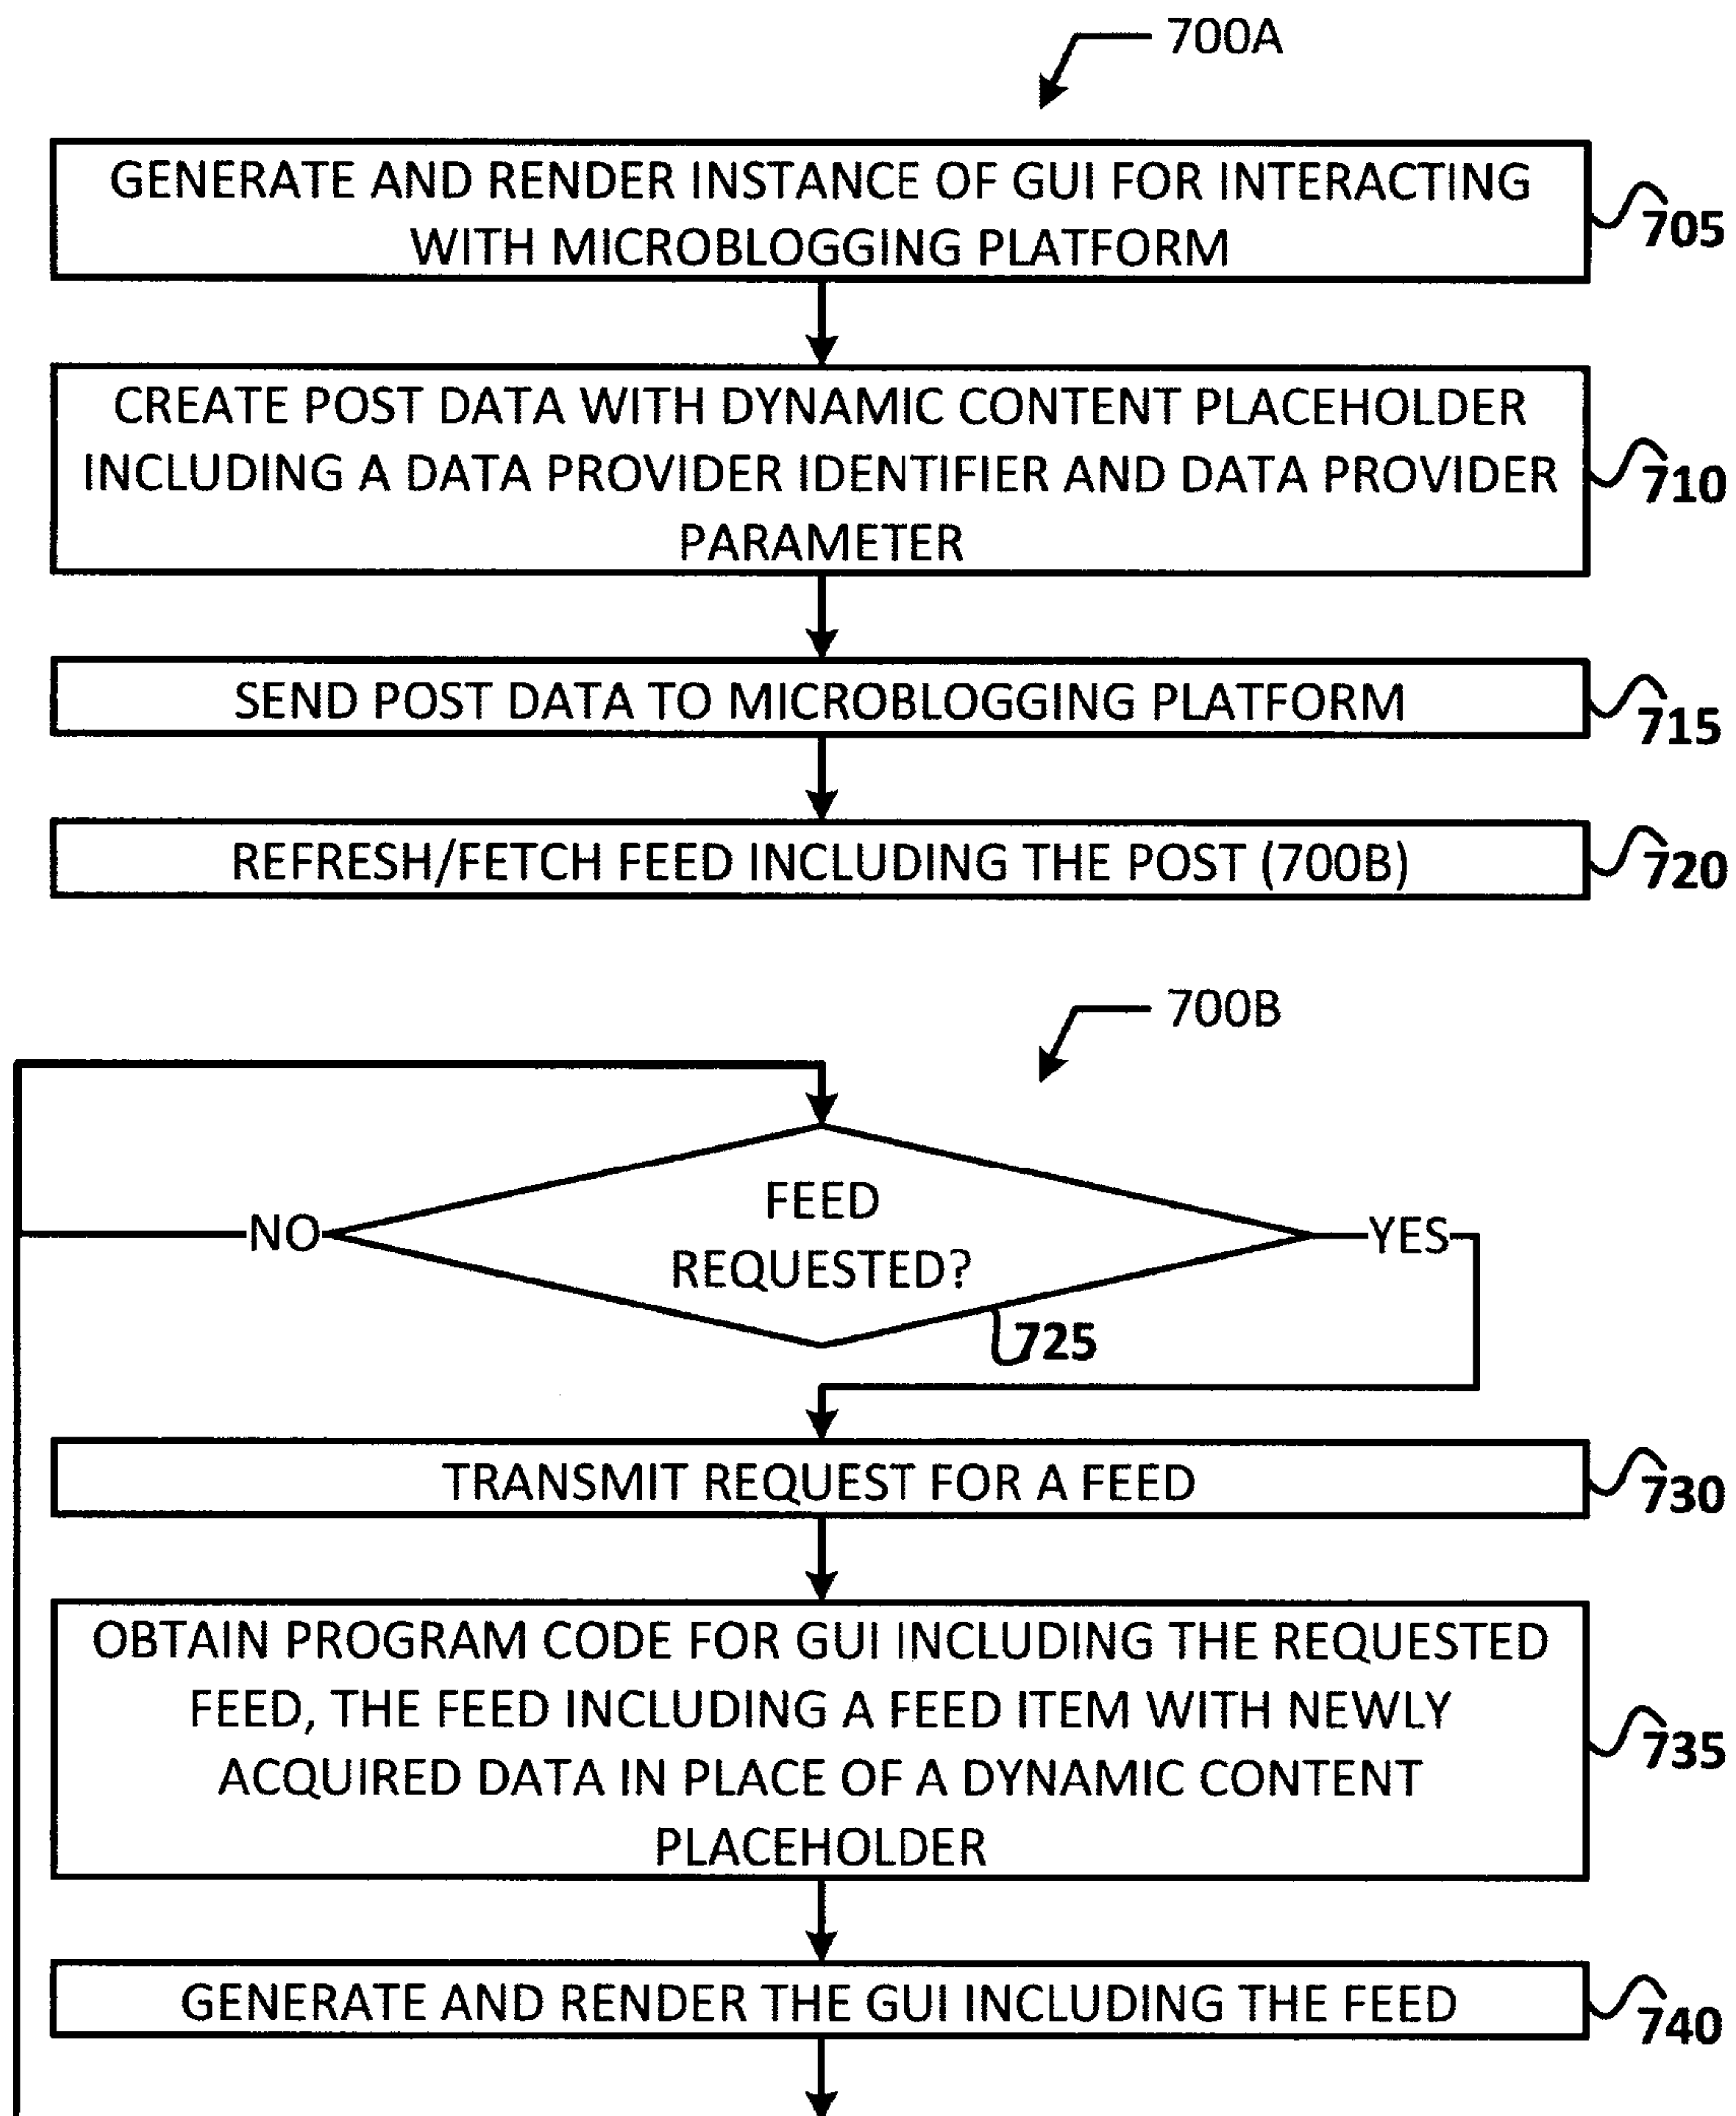 700A
GENERATE AND RENDER INSTANCE OF GUI FOR INTERACTING
WITH MICROBLOGGING PLATFORM
705
CREATE POST DATA WITH DYNAMIC CONTENT PLACEHOLDER
INCLUDING A DATA PROVIDER IDENTIFIER AND DATA PROVIDER
PARAMETER
710
SEND POST DATA TO MICROBLOGGING PLATFORM
715
REFRESH/FETCH FEED INCLUDING THE POST (700B)
720
700B
FEED
REQUESTED?
NO
YES
725
TRANSMIT REQUEST FOR A FEED
730
OBTAIN PROGRAM CODE FOR GUI INCLUDING THE REQUESTED
FEED, THE FEED INCLUDING A FEED ITEM WITH NEWLY
ACQUIRED DATA IN PLACE OF A DYNAMIC CONTENT
PLACEHOLDER
735
GENERATE AND RENDER THE GUI INCLUDING THE FEED
740